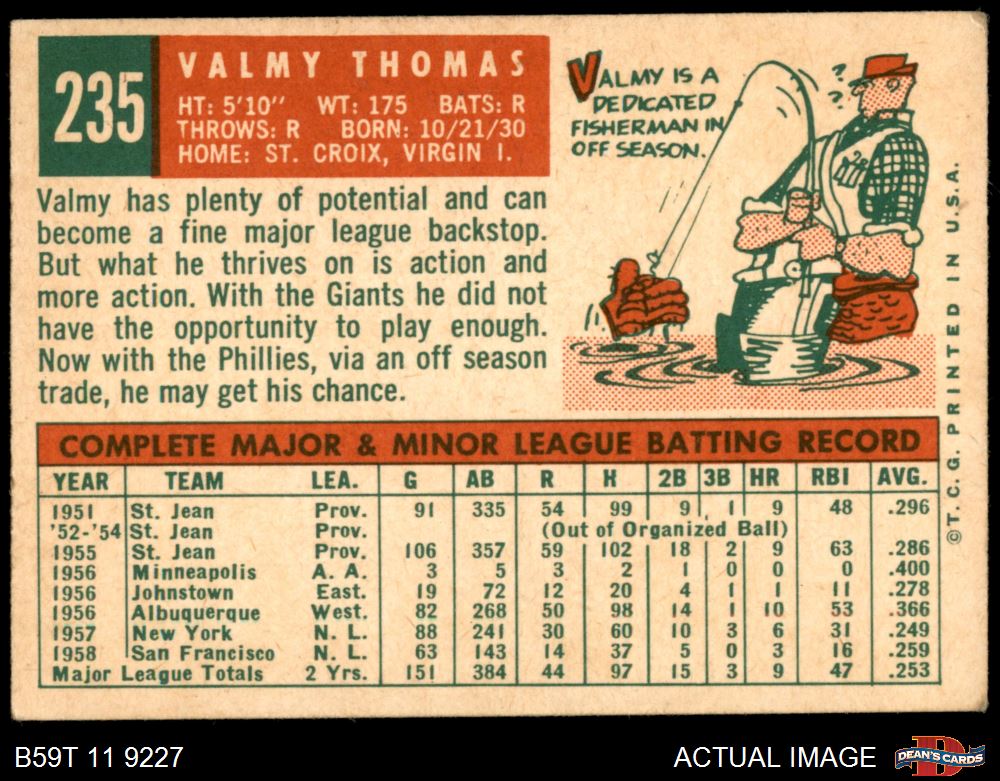 235
VALMY THOMAS
HT: 5'10" WT: 175 BATS: R
THROWS: R BORN: 10/21/30
HOME: ST. CROIX, VIRGIN I.
VALMY IS A
DEDICATED
FISHERMAN IN
OFF SEASON.
? ?
Valmy has plenty of potential and can
become a fine major league backstop.
But what he thrives on is action and
more action. With the Giants he did not
have the opportunity to play enough.
Now with the Phillies, via an off season
trade, he may get his chance.
COMPLETE MAJOR & MINOR LEAGUE BATTING RECORD
YEAR TEAM LEA. G AB R H 2B 3B HR RBI AVG.
1951 St. Jean Prov. 91 335 54 99 9 1 9 48 .296
'52-'54 St. Jean Prov. (Out of Organized Ball)
1955 St. Jean Prov. 106 357 59 102 18 2 9 63 .286
1956 Minneapolis A. A. 3 5 3 2 1 0 0 0 .400
1956 Johnstown East. 19 72 12 20 4 1 1 11 .278
1956 Albuquerque West. 82 268 50 98 14 1 10 53 .366
1957 New York N. L. 88 241 30 60 10 3 6 31 .249
1958 San Francisco N. L. 63 143 14 37 5 0 3 16 .259
Major League Totals 2 Yrs. 151 384 44 97 15 3 9 47 .253
© T. C. G. PRINTED IN U.S.A.
B59T 11 9227
ACTUAL IMAGE
D
DEAN'S CARDS